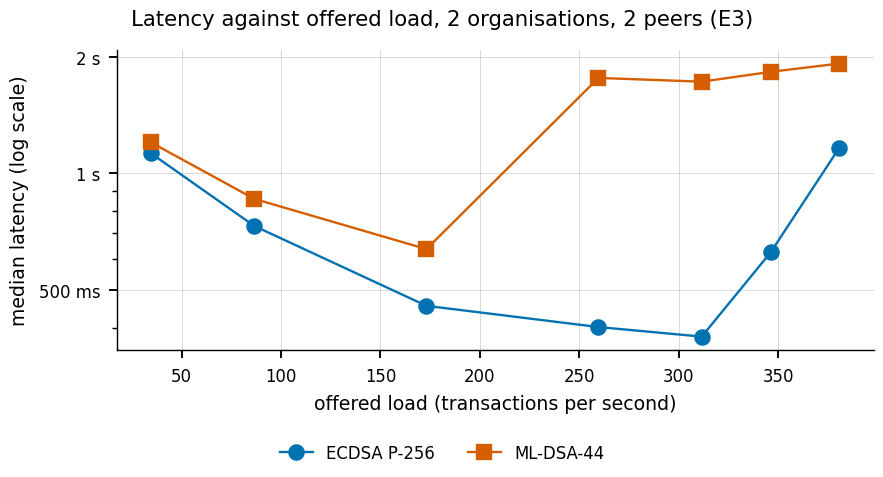 Latency against offered load, 2 organisations, 2 peers (E3)
median latency (log scale)
2 s
1 s
500 ms
50 100 150 200 250 300 350
offered load (transactions per second)
ECDSA P-256 ML-DSA-44